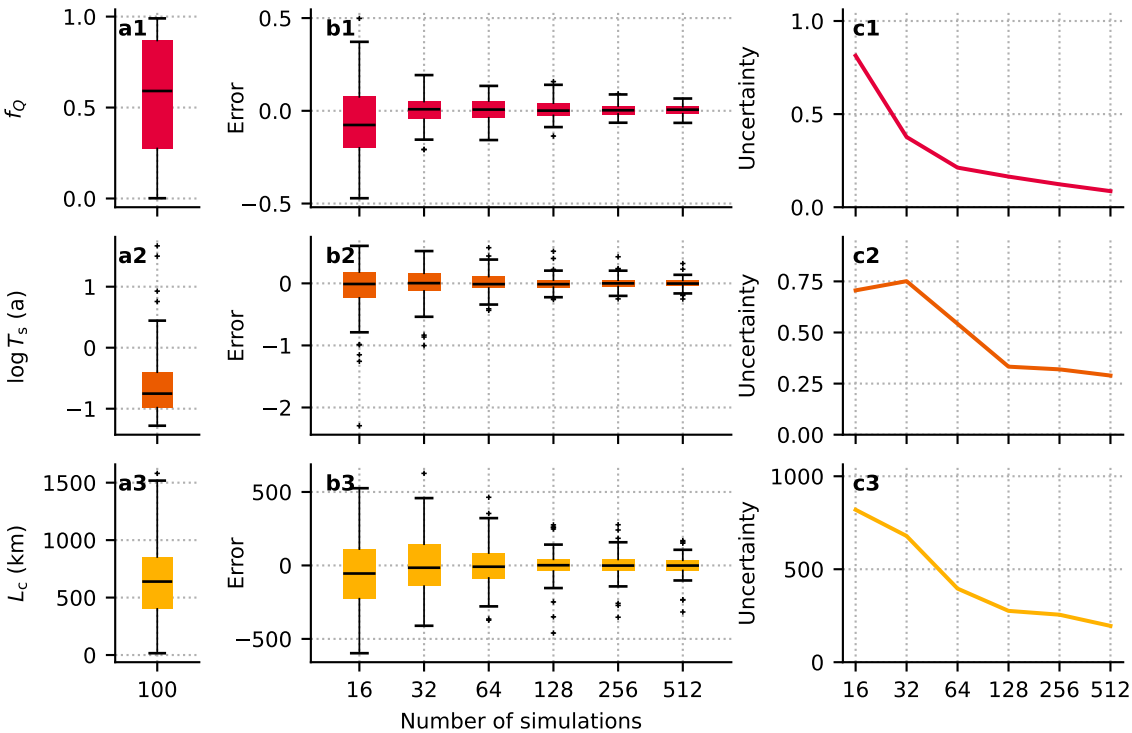 a1
b1
c1
f_Q
1.0
0.5
0.0
Error
0.5
0.0
−0.5
Uncertainty
1.0
0.5
0.0
a2
b2
c2
log T_s (a)
1
0
−1
Error
0
−1
−2
Uncertainty
0.75
0.50
0.25
0.00
a3
b3
c3
L_c (km)
1500
1000
500
0
Error
500
0
−500
Uncertainty
1000
500
0
100
16 32 64 128 256 512
16 32 64 128 256 512
Number of simulations